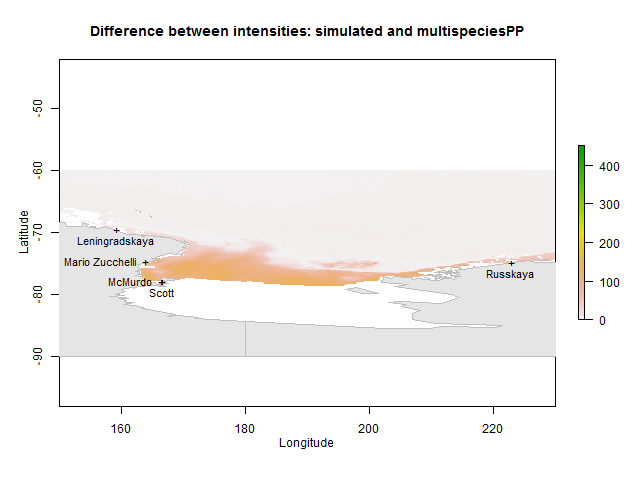 Difference between intensities: simulated and multispeciesPP
-50
-60
-70
-80
-90
Latitude
Leningradskaya
Mario Zucchelli
McMurdo
Scott
Russkaya
160
180
200
220
Longitude
400
300
200
100
0